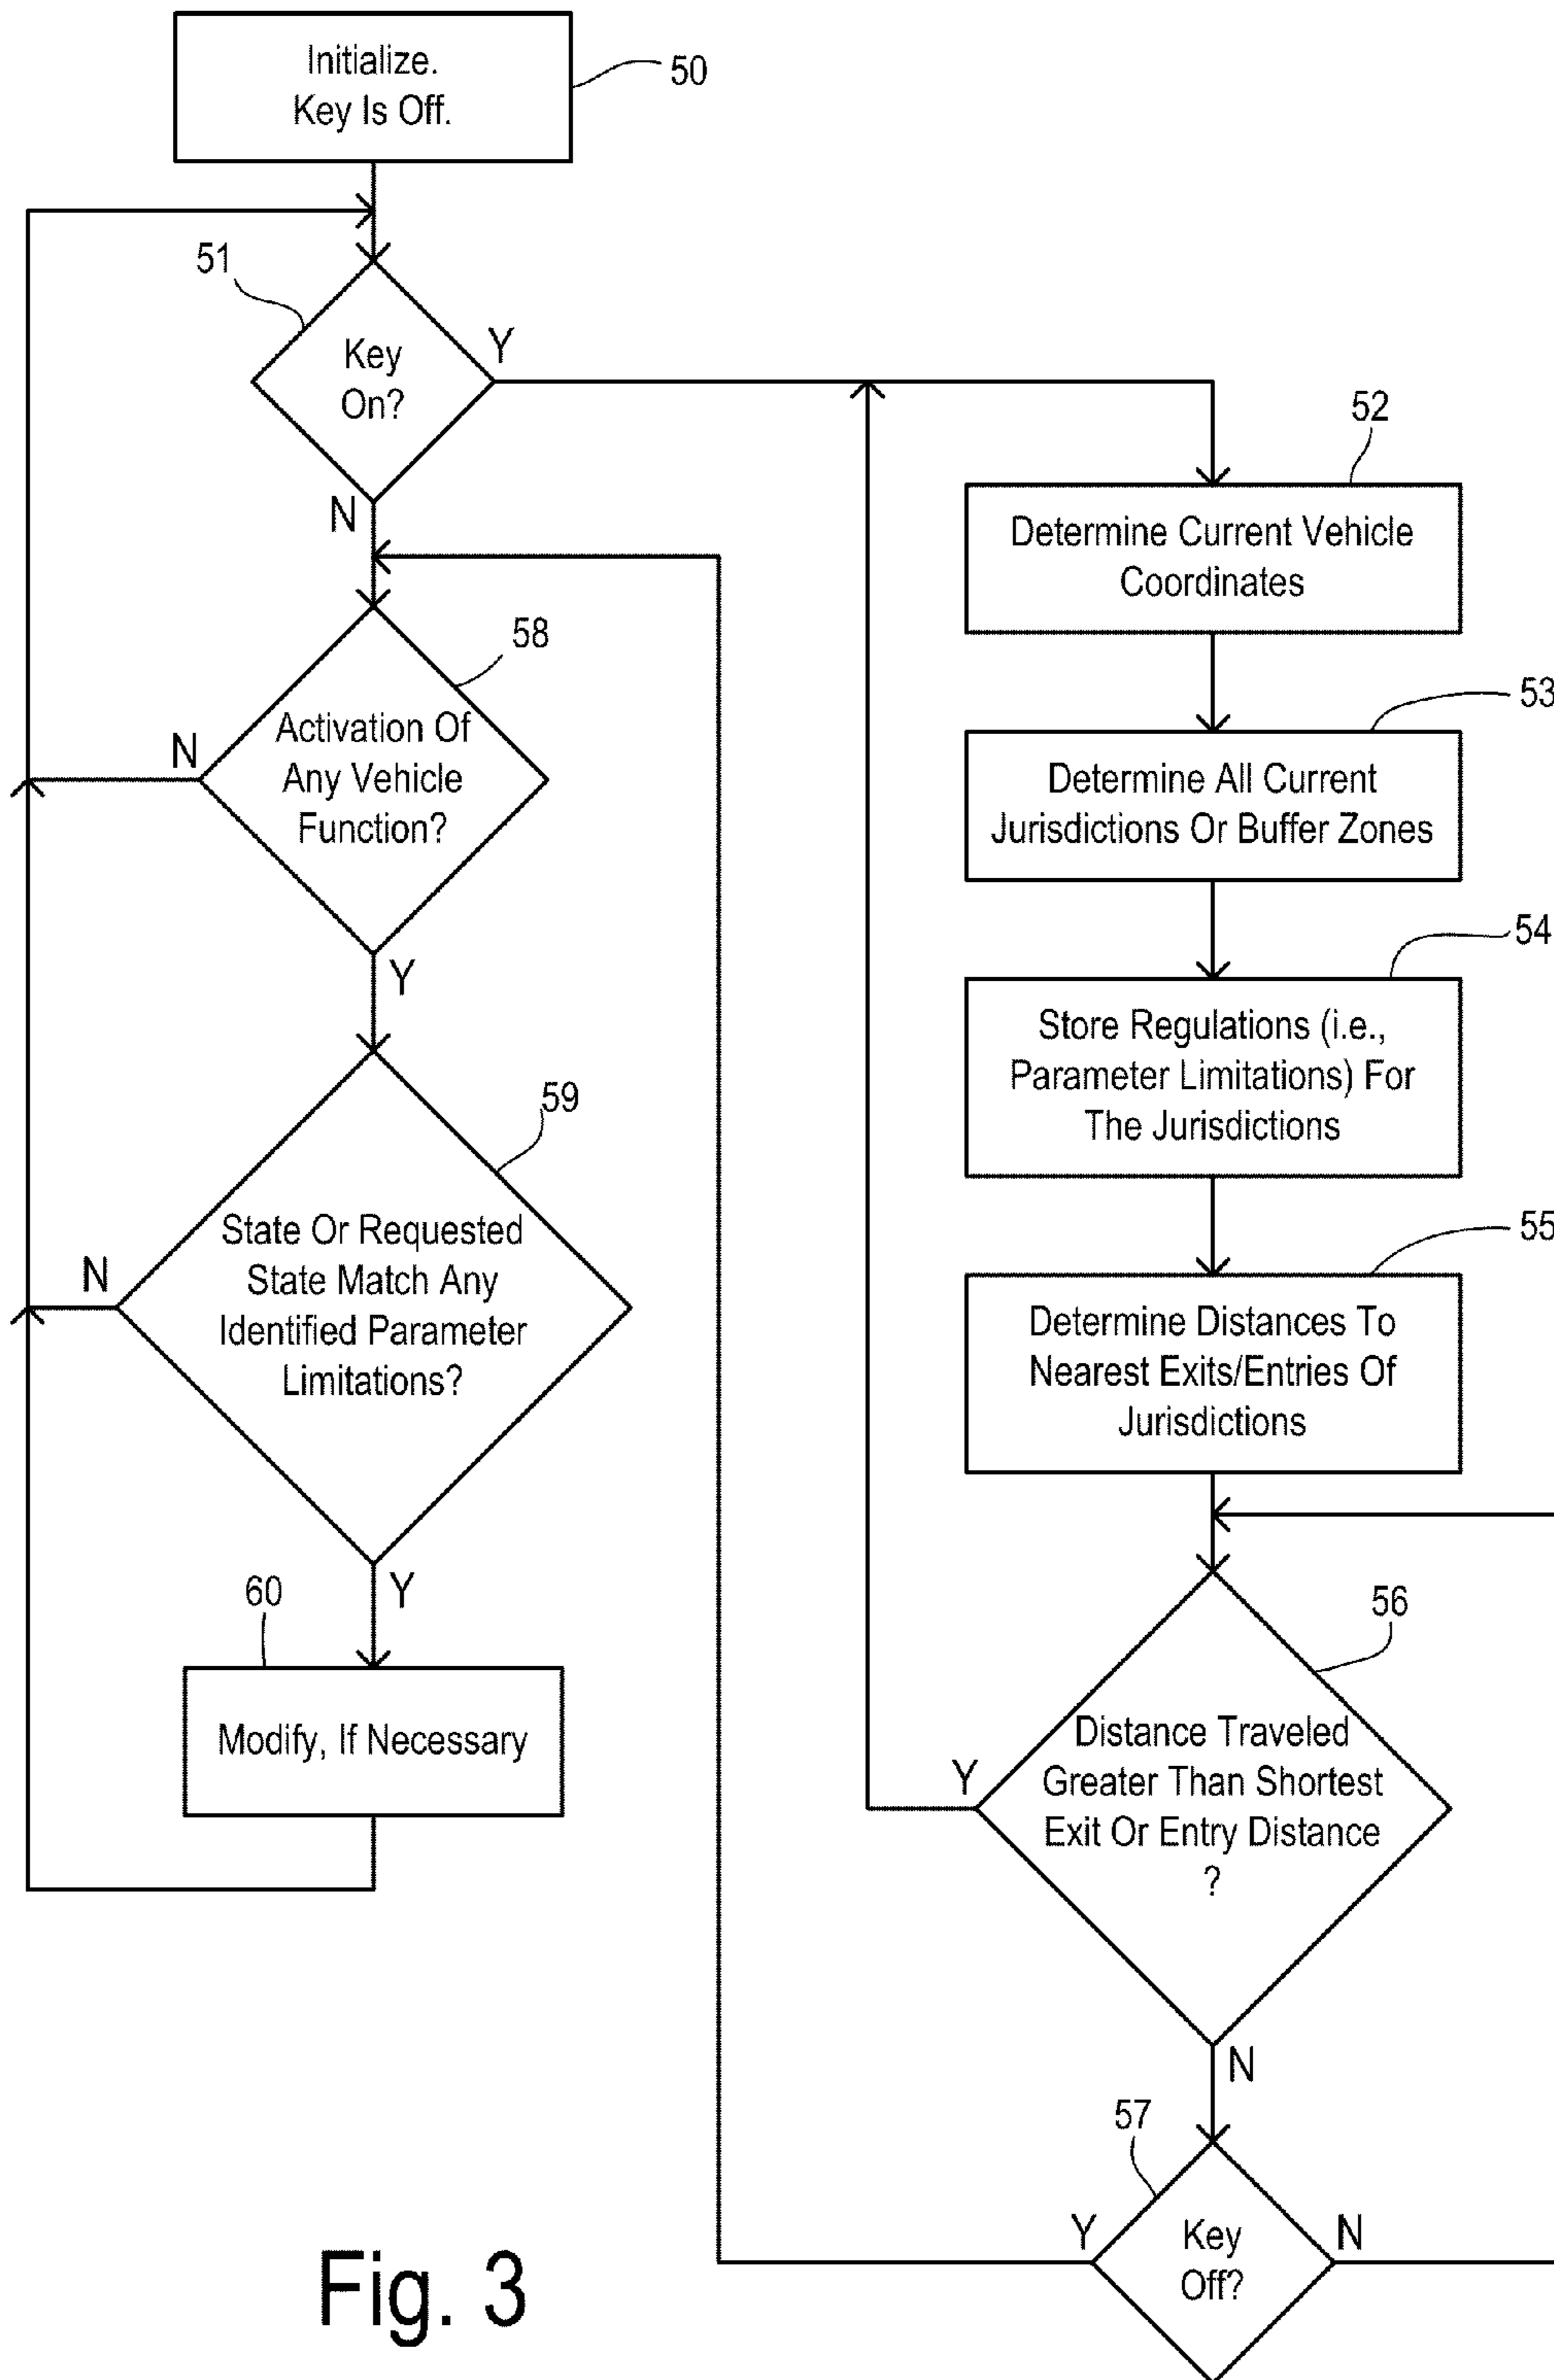 Initialize.
Key Is Off.
50
51
Key
On?
Y
N
58
Activation Of
Any Vehicle
Function?
N
Y
59
State Or Requested
State Match Any
Identified Parameter
Limitations?
N
Y
60
Modify, If Necessary
52
Determine Current Vehicle
Coordinates
53
Determine All Current
Jurisdictions Or Buffer Zones
54
Store Regulations (i.e.,
Parameter Limitations) For
The Jurisdictions
55
Determine Distances To
Nearest Exits/Entries Of
Jurisdictions
56
Distance Traveled
Greater Than Shortest
Exit Or Entry Distance
?
Y
N
57
Key
Off?
Y
N
Fig. 3